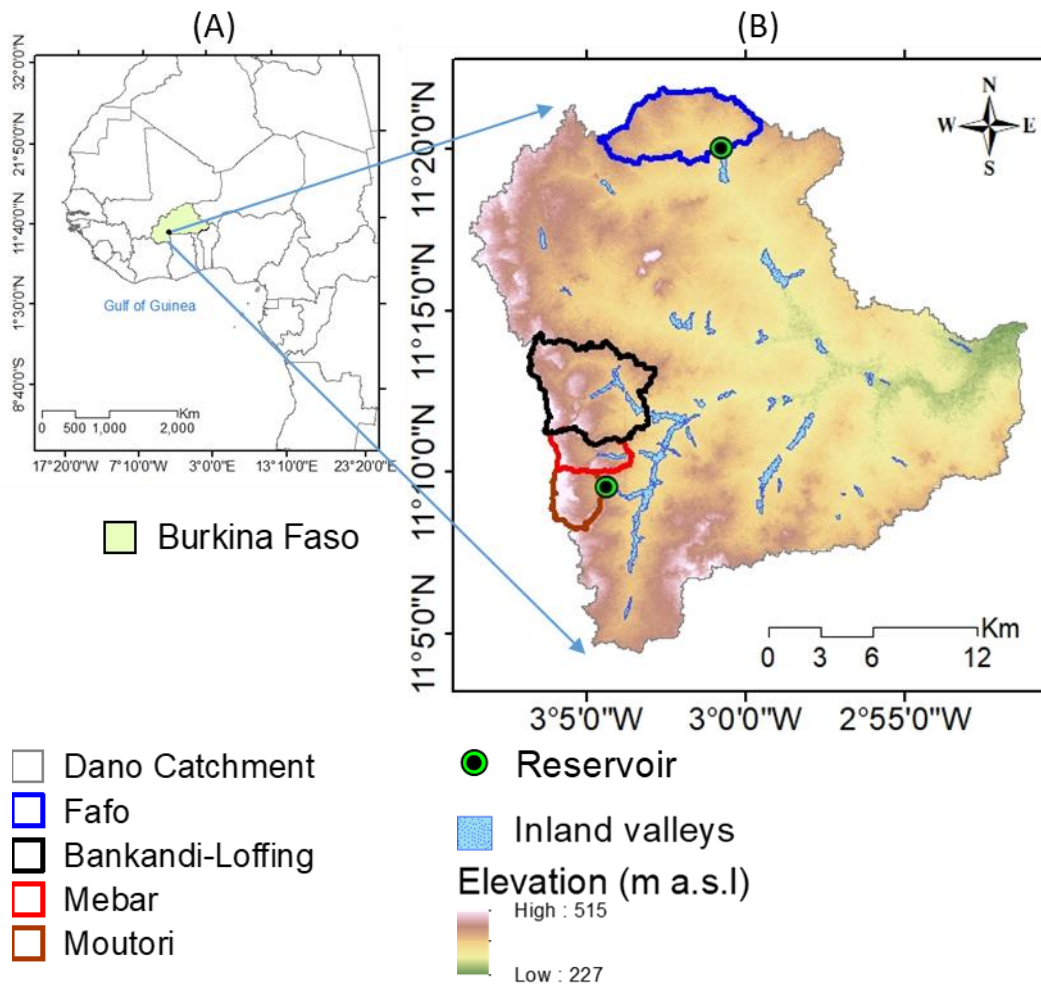 (A)
(B)
32°0'0"N
21°50'0"N
11°40'0"N
1°30'0"N
8°40'0"S
Gulf of Guinea
Km
0 500 1,000 2,000
17°20'0"W 7°10'0"W 3°0'0"E 13°10'0"E 23°20'0"E
Burkina Faso
11°20'0"N
11°15'0"N
11°10'0"N
11°5'0"N
N
W E
S
Km
0 3 6 12
3°5'0"W 3°0'0"W 2°55'0"W
Dano Catchment
Fafo
Bankandi-Loffing
Mebar
Moutori
Reservoir
Inland valleys
Elevation (m a.s.l)
High : 515
Low : 227